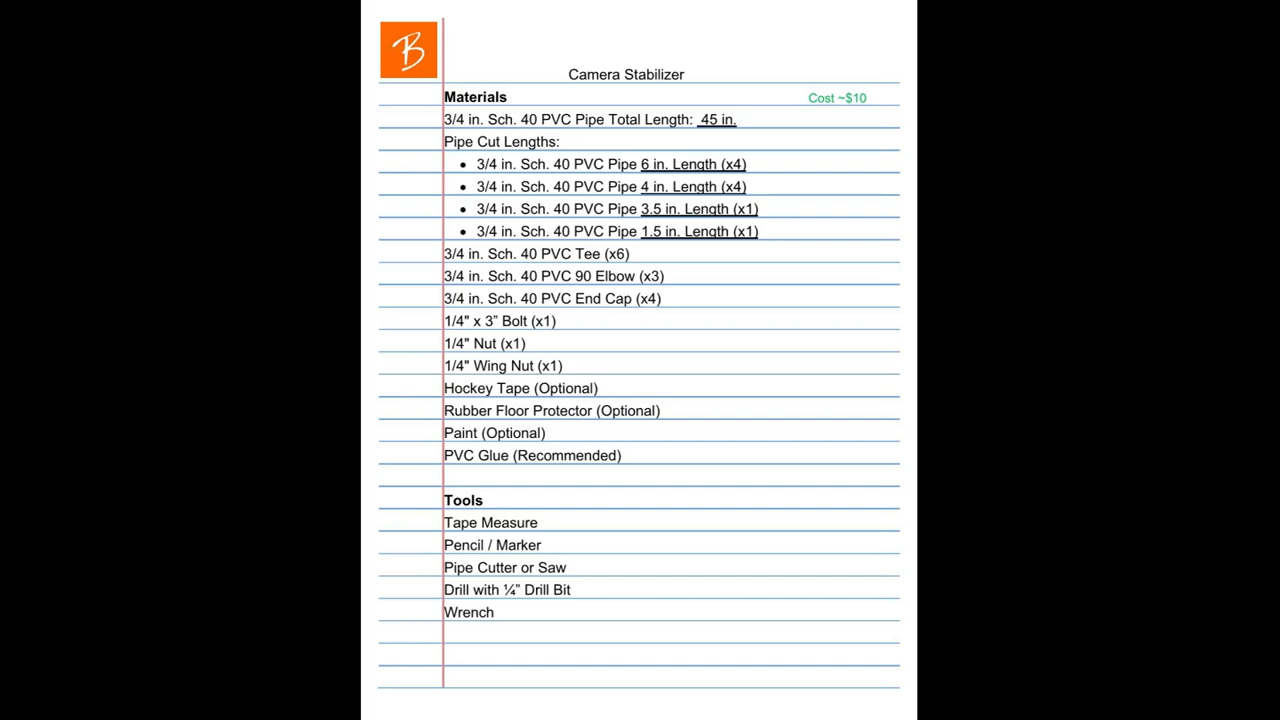 B
Camera Stabilizer
Materials Cost ~$10
3/4 in. Sch. 40 PVC Pipe Total Length: 45 in.
Pipe Cut Lengths:
• 3/4 in. Sch. 40 PVC Pipe 6 in. Length (x4)
• 3/4 in. Sch. 40 PVC Pipe 4 in. Length (x4)
• 3/4 in. Sch. 40 PVC Pipe 3.5 in. Length (x1)
• 3/4 in. Sch. 40 PVC Pipe 1.5 in. Length (x1)
3/4 in. Sch. 40 PVC Tee (x6)
3/4 in. Sch. 40 PVC 90 Elbow (x3)
3/4 in. Sch. 40 PVC End Cap (x4)
1/4" x 3” Bolt (x1)
1/4" Nut (x1)
1/4" Wing Nut (x1)
Hockey Tape (Optional)
Rubber Floor Protector (Optional)
Paint (Optional)
PVC Glue (Recommended)
Tools
Tape Measure
Pencil / Marker
Pipe Cutter or Saw
Drill with ¼” Drill Bit
Wrench